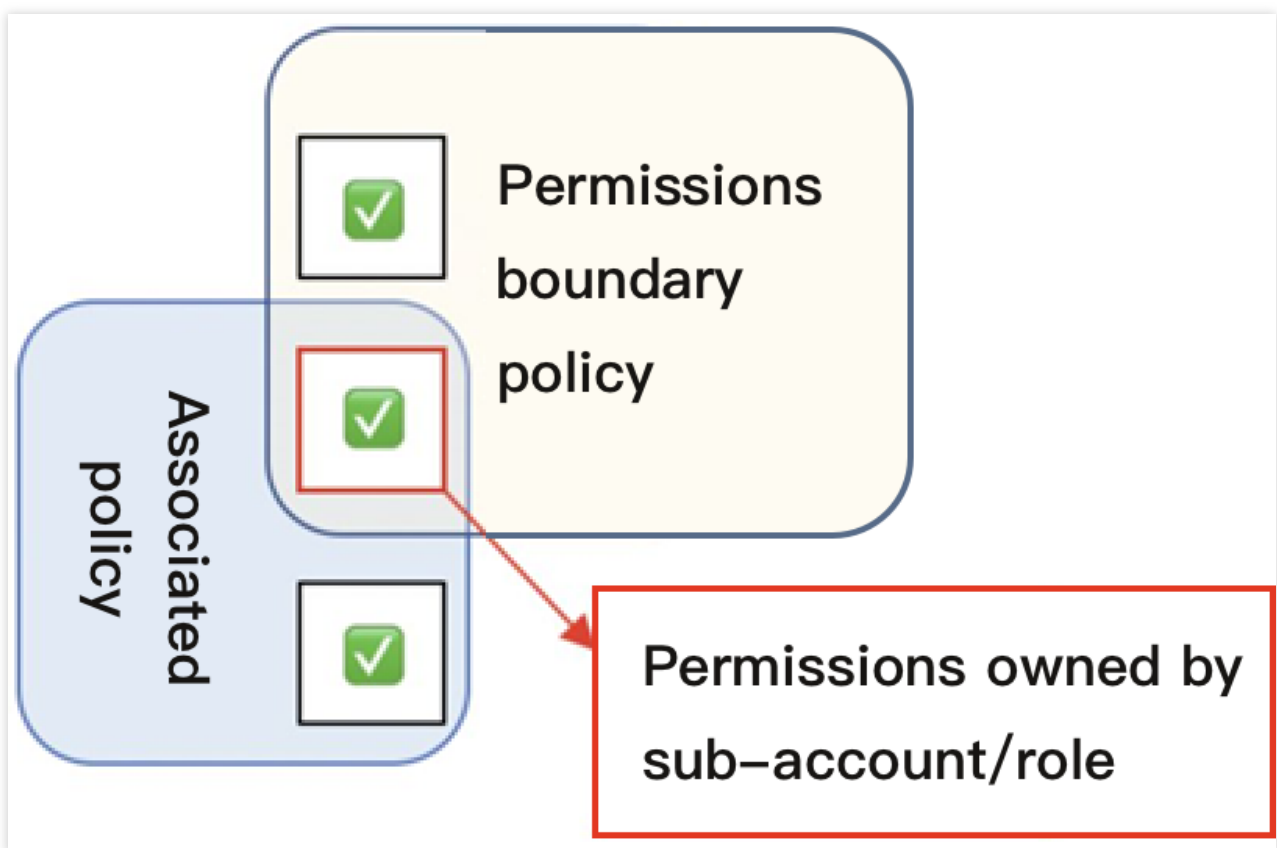 Permissions
boundary
policy
Associated
policy
Permissions owned by
sub–account/role